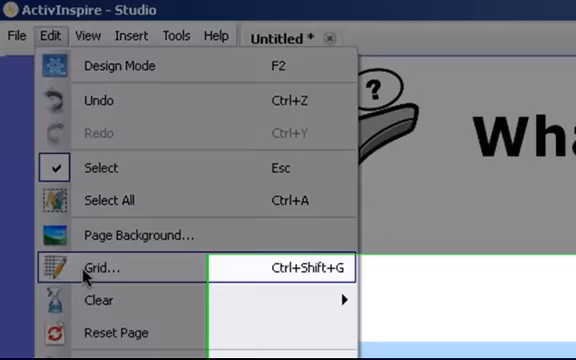 ActivInspire - Studio
File Edit View Insert Tools Help Untitled *
Design Mode F2
?
Undo Ctrl+Z
Redo Ctrl+Y
Select Esc
Select All Ctrl+A
Page Background...
Grid... Ctrl+Shift+G
Clear
Reset Page